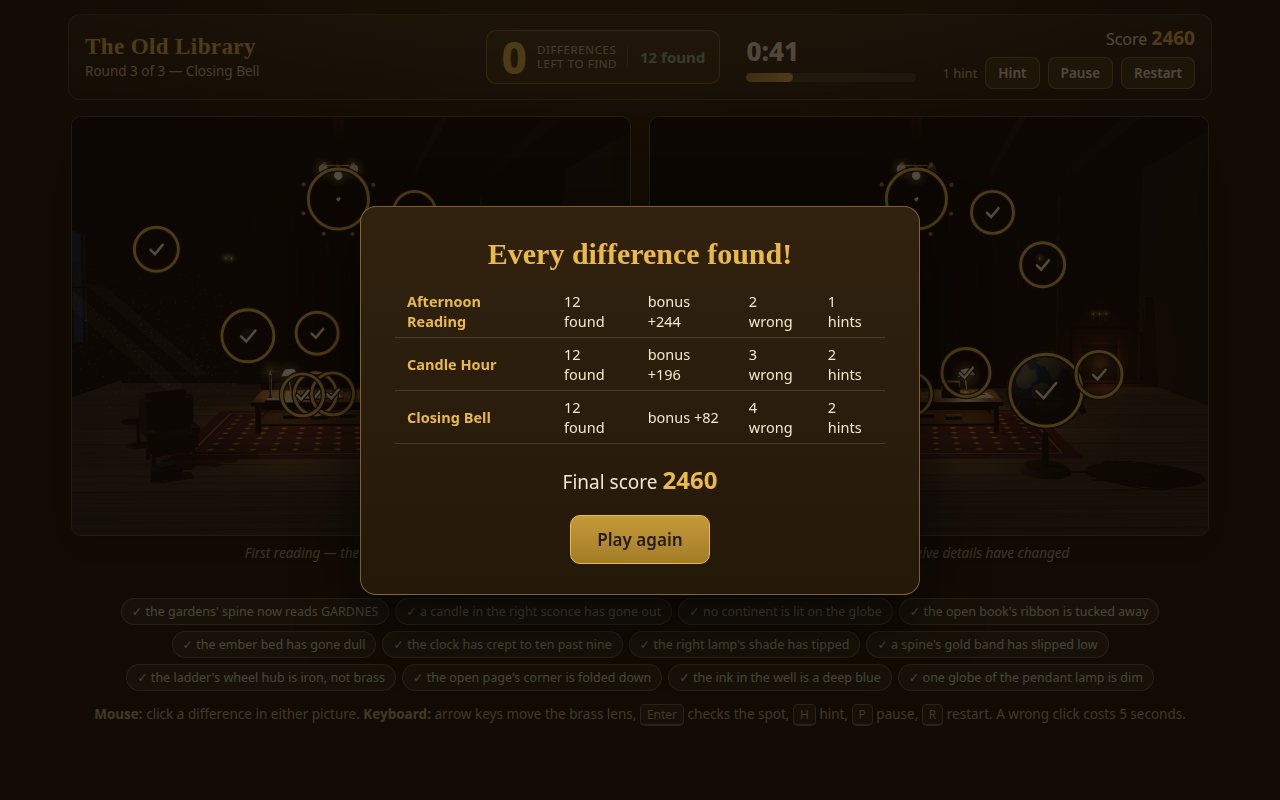 The Old Library
Round 3 of 3 — Closing Bell
0 DIFFERENCES LEFT TO FIND
12 found
0:41
Score 2460
1 hint
Hint
Pause
Restart
Every difference found!
Afternoon Reading 12 found bonus +244 2 wrong 1 hints
Candle Hour 12 found bonus +196 3 wrong 2 hints
Closing Bell 12 found bonus +82 4 wrong 2 hints
Final score 2460
Play again
First reading — the
details have changed
✓ the gardens' spine now reads GARDNES
✓ a candle in the right sconce has gone out
✓ no continent is lit on the globe
✓ the open book's ribbon is tucked away
✓ the ember bed has gone dull
✓ the clock has crept to ten past nine
✓ the right lamp's shade has tipped
✓ a spine's gold band has slipped low
✓ the ladder's wheel hub is iron, not brass
✓ the open page's corner is folded down
✓ the ink in the well is a deep blue
✓ one globe of the pendant lamp is dim
Mouse: click a difference in either picture. Keyboard: arrow keys move the brass lens, Enter checks the spot, H hint, P pause, R restart. A wrong click costs 5 seconds.